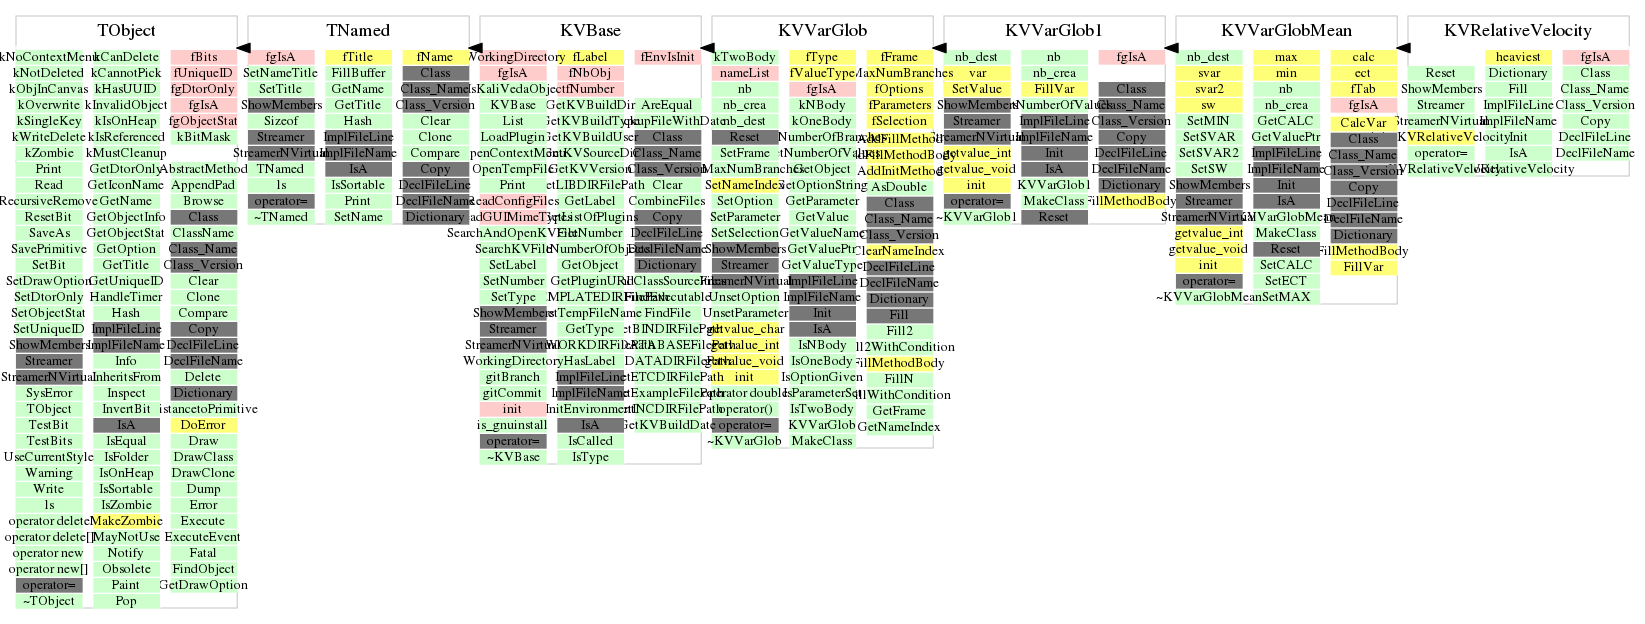 TObject
kCanDelete
fBits
kNotDeleted
kCannotPick
fUniqueID
kObjInCanvas
kHasUUID
fgDtorOnly
kOverwrite
kInvalidObject
fgIsA
kSingleKey
kIsOnHeap
fgObjectStat
kWriteDelete
kIsReferenced
kBitMask
kZombie
kMustCleanup
Print
GetDtorOnly
AbstractMethod
Read
GetIconName
AppendPad
RecursiveRemove
GetName
Browse
ResetBit
GetObjectInfo
Class
SaveAs
GetObjectStat
ClassName
SavePrimitive
GetOption
Class_Name
SetBit
GetTitle
Class_Version
SetDrawOption
GetUniqueID
Clear
SetDtorOnly
HandleTimer
Clone
SetObjectStat
Hash
Compare
SetUniqueID
ImplFileLine
Copy
ShowMembers
ImplFileName
DeclFileLine
Streamer
Info
DeclFileName
StreamerNVirtual
InheritsFrom
Delete
SysError
Inspect
Dictionary
TObject
InvertBit
DistancetoPrimitive
TestBit
IsA
DoError
TestBits
IsEqual
Draw
UseCurrentStyle
IsFolder
DrawClass
Warning
IsOnHeap
DrawClone
Write
IsSortable
Dump
ls
IsZombie
Error
operator delete
MakeZombie
Execute
operator delete[]
MayNotUse
ExecuteEvent
operator new
Notify
Fatal
operator new[]
Obsolete
FindObject
operator=
Paint
GetDrawOption
~TObject
Pop
TNamed
fgIsA
fTitle
fName
SetNameTitle
FillBuffer
Class
SetTitle
GetName
Class_Name
ShowMembers
GetTitle
Class_Version
Sizeof
Hash
Clear
Streamer
ImplFileLine
Clone
StreamerNVirtual
ImplFileName
Compare
TNamed
IsA
Copy
ls
IsSortable
DeclFileLine
operator=
Print
DeclFileName
~TNamed
SetName
Dictionary
KVBase
WorkingDirectory
fLabel
fEnvIsInit
fgIsA
fNbObj
fNumber
KVBase
GetKVBuildDir
ArEqual
List
GetKVBuildType
BackupFileWithDate
LoadPlugin
GetKVBuildUser
Class
OpenContextMenu
GetKVSourceDir
Class_Name
OpenTempFile
GetKVVersion
Class_Version
Print
GetLIBDIRFilePath
Clear
ReadConfigFiles
GetLabel
CombineFiles
ReadGUIMimeTypes
GetListOfPlugins
Copy
SearchAndOpenKVFile
GetNumber
DeclFileLine
SearchKVFile
GetNumberOfObjects
DeclFileName
SetLabel
GetObject
Dictionary
SetNumber
GetPluginURI
FindClassSourceFiles
SetType
GetTEMPLATEDIRFilePath
FindExecutable
ShowMembers
GetTempFileName
FindFile
Streamer
GetType
GetBINDIRFilePath
StreamerNVirtual
GetWORKDIRFilePath
GetDATABASEFilePath
WorkingDirectory
HasLabel
GetDATADIRFilePath
gitBranch
ImplFileLine
GetETCDIRFilePath
gitCommit
ImplFileName
GetExampleFilePath
init
InitEnvironment
GetINCDIRFilePath
is_gnuinstall
IsA
GetKVBuildDate
operator=
IsCalled
~KVBase
IsType
KVVarGlob
kTwoBody
fType
fFrame
nameList
fValueType
MaxNumBranches
nb
fgIsA
fOptions
nb_crea
kNBody
fParameters
nb_dest
kOneBody
fSelection
Reset
GetNumberOfBranches
AddFillMethod
SetFrame
GetNumberOfValues
AddFillMethodBody
SetMaxNumBranches
GetObject
AddInitMethod
SetNameIndex
GetOptionString
AsDouble
SetOption
GetParameter
Class
SetParameter
GetValue
Class_Name
SetSelection
GetValueName
Class_Version
ShowMembers
GetValuePtr
ClearNameIndex
Streamer
GetValueType
DeclFileLine
StreamerNVirtual
ImplFileLine
DeclFileName
UnsetOption
ImplFileName
Dictionary
UnsetParameter
Init
Fill
getvalue_char
IsA
Fill2
getvalue_int
IsNBody
Fill2WithCondition
getvalue_void
IsOneBody
FillMethodBody
init
IsOptionGiven
FillN
operator double
IsParameterSet
FillWithCondition
operator()
IsTwoBody
GetFrame
operator=
KVVarGlob
GetNameIndex
~KVVarGlob
MakeClass
KVVarGlob1
nb_dest
nb
fgIsA
var
nb_crea
SetValue
FillVar
Class
ShowMembers
GetNumberOfValues
Class_Name
Streamer
ImplFileLine
Class_Version
StreamerNVirtual
ImplFileName
Copy
getvalue_int
Init
DeclFileLine
getvalue_void
IsA
DeclFileName
init
KVVarGlob1
Dictionary
operator=
MakeClass
FillMethodBody
~KVVarGlob1
Reset
KVVarGlobMean
nb_dest
max
calc
svar
min
ect
svar2
nb
fTab
sw
nb_crea
fgIsA
SetMIN
GetCALC
CalcVar
SetSVAR
GetValuePtr
Class
SetSVAR2
ImplFileLine
Class_Name
SetSW
ImplFileName
Class_Version
ShowMembers
Init
Copy
Streamer
IsA
DeclFileLine
StreamerNVirtual
KVVarGlobMean
DeclFileName
getvalue_int
MakeClass
Dictionary
getvalue_void
Reset
FillMethodBody
init
SetCALC
FillVar
operator=
SetECT
~KVVarGlobMean
SetMAX
KVRelativeVelocity
heaviest
fgIsA
Reset
Dictionary
Class
ShowMembers
Fill
Class_Name
Streamer
ImplFileLine
Class_Version
StreamerNVirtual
ImplFileName
Copy
KVRelativeVelocity
Init
DeclFileLine
operator=
IsA
DeclFileName
~KVRelativeVelocity
KVRelativeVelocity